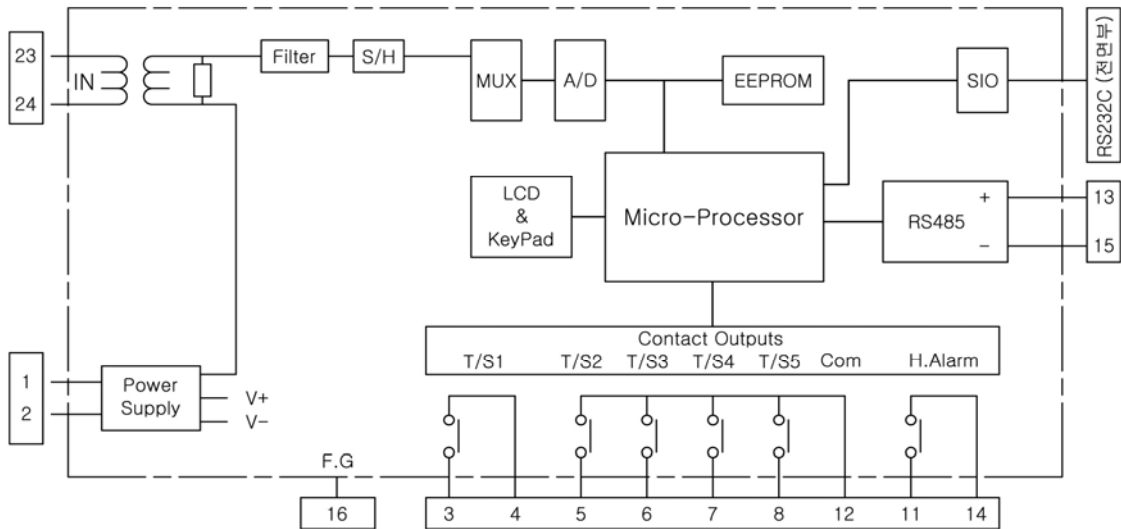 23
24
IN
Filter
S/H
MUX
A/D
EEPROM
SIO
RS232C (전면부)
LCD
&
KeyPad
Micro-Processor
RS485
+
−
13
15
Contact Outputs
T/S1 T/S2 T/S3 T/S4 T/S5 Com H.Alarm
1
2
Power
Supply
V+
V-
F.G
16
3 4 5 6 7 8 12 11 14